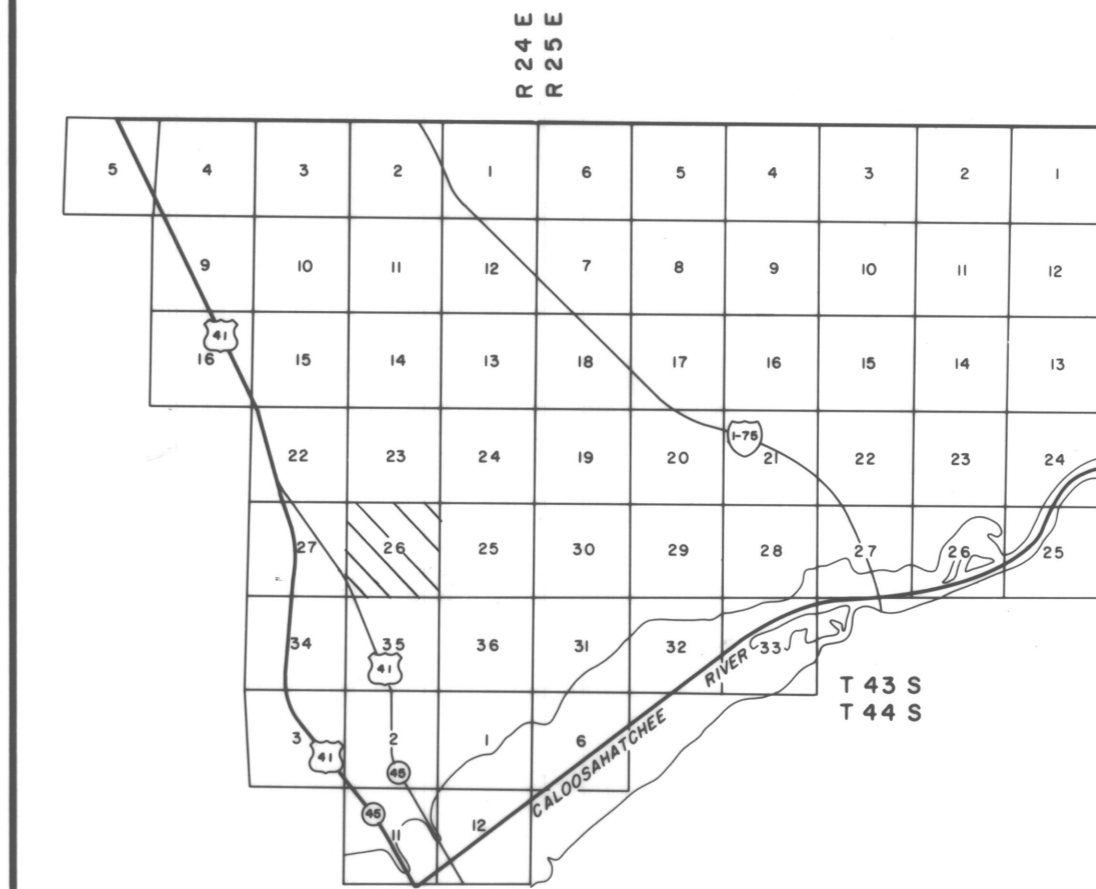 R 24 E
R 25 E
5 4 3 2 1 6 5 4 3 2 1
9 10 11 12 7 8 9 10 11 12
41
16 15 14 13 18 17 16 15 14 13
I-75
22 23 24 19 20 21 22 23 24
27 26 25 30 29 28 27 26 25
34 35 36 31 32 33
41
RIVER
T 43 S
T 44 S
3 2 1 6
41
45
CALOOSAHATCHEE
45
11 12